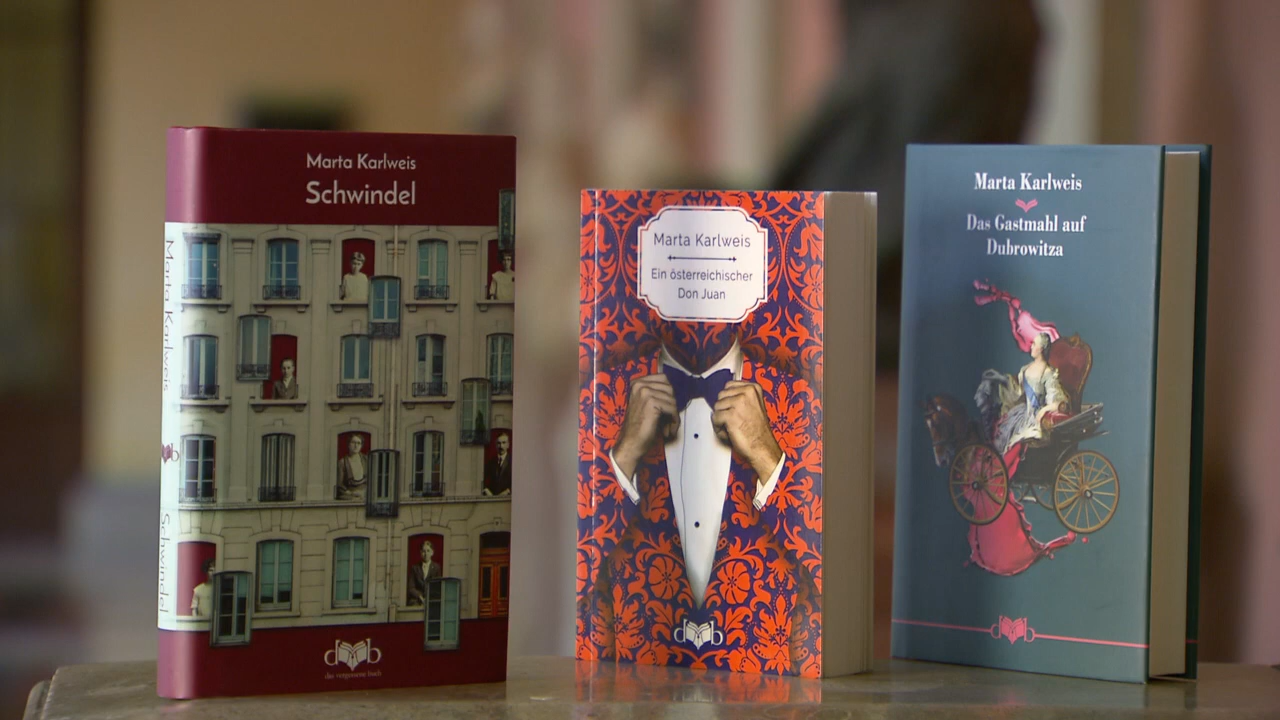 Marta Karlweis
Schwindel
Marta Karlweis
Schwindel
dvb
das vergessene buch
Marta Karlweis
Ein österreichischer
Don Juan
dvb
Marta Karlweis
Das Gastmahl auf
Dubrowitza
dvb